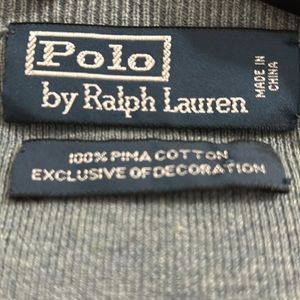 Polo
by Ralph Lauren
MADE IN
CHINA
100% PIMA COTTON
EXCLUSIVE OF DECORATION